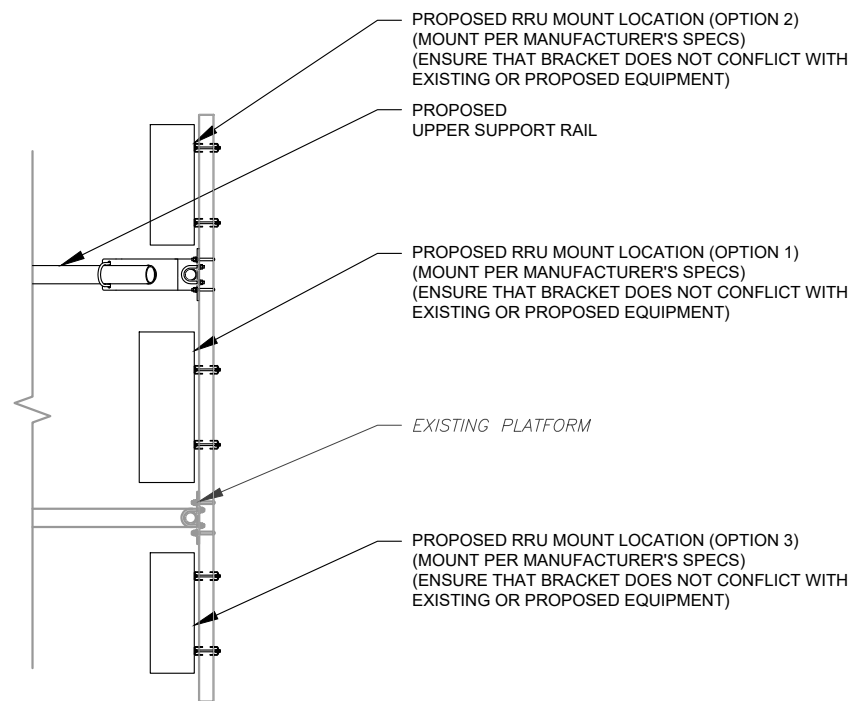 PROPOSED RRU MOUNT LOCATION (OPTION 2)
(MOUNT PER MANUFACTURER'S SPECS)
(ENSURE THAT BRACKET DOES NOT CONFLICT WITH
EXISTING OR PROPOSED EQUIPMENT)
PROPOSED
UPPER SUPPORT RAIL
PROPOSED RRU MOUNT LOCATION (OPTION 1)
(MOUNT PER MANUFACTURER'S SPECS)
(ENSURE THAT BRACKET DOES NOT CONFLICT WITH
EXISTING OR PROPOSED EQUIPMENT)
EXISTING PLATFORM
PROPOSED RRU MOUNT LOCATION (OPTION 3)
(MOUNT PER MANUFACTURER'S SPECS)
(ENSURE THAT BRACKET DOES NOT CONFLICT WITH
EXISTING OR PROPOSED EQUIPMENT)